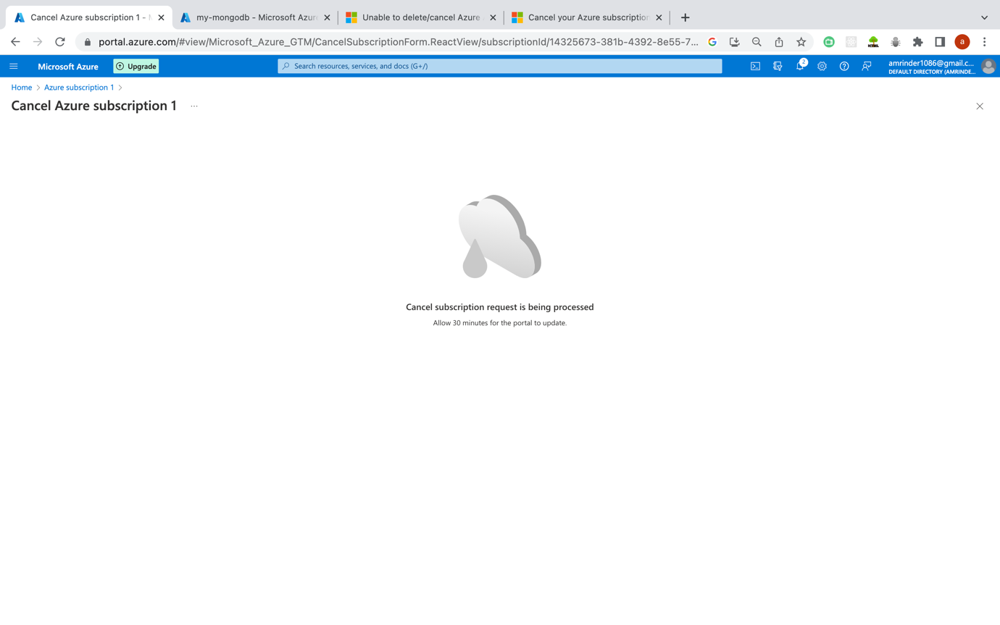 Cancel Azure subscription 1 -
my-mongodb - Microsoft Azure
Unable to delete/cancel Azure
Cancel your Azure subscription
portal.azure.com/#view/Microsoft_Azure_GTM/CancelSubscriptionForm.ReactView/subscriptionId/14325673-381b-4392-8e55-7...
HTML
a
Microsoft Azure
Upgrade
Search resources, services, and docs (G+/)
2
amrinder1086@gmail.c...
DEFAULT DIRECTORY (AMRINDE...
Home > Azure subscription 1 >
Cancel Azure subscription 1 ...
Cancel subscription request is being processed
Allow 30 minutes for the portal to update.